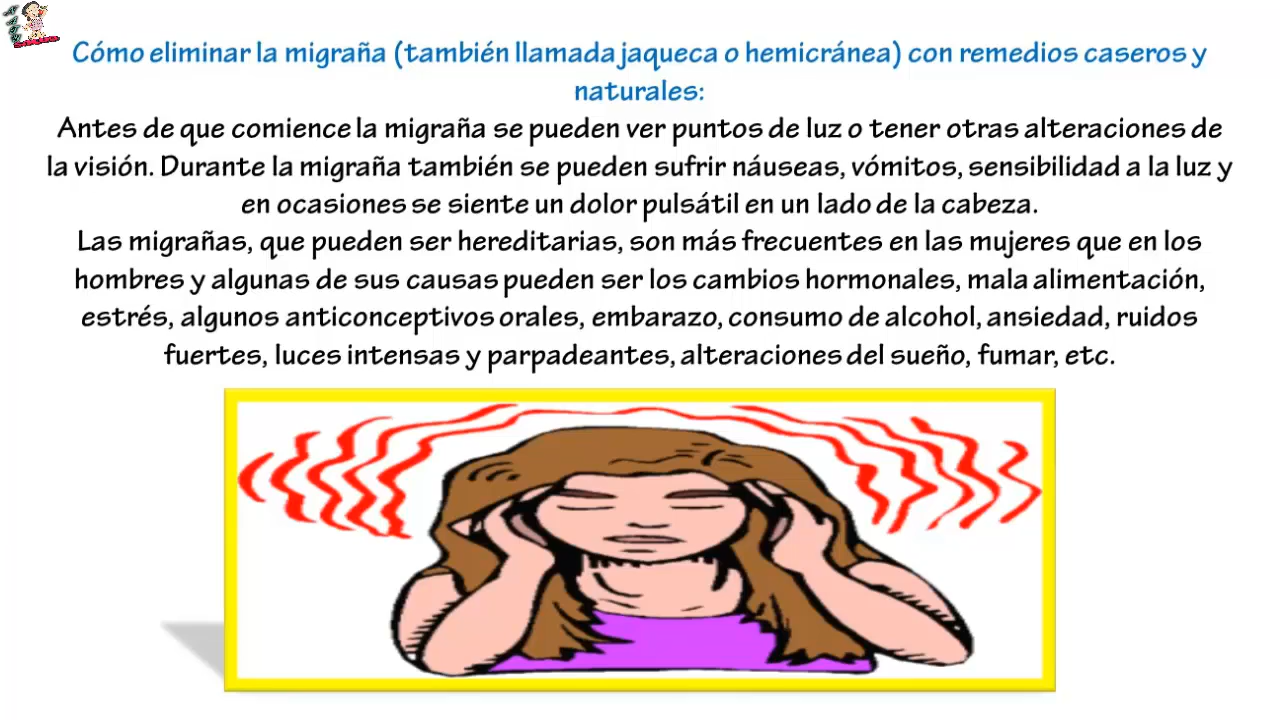 Cómo eliminar la migraña (también llamada jaqueca o hemicránea) con remedios caseros y
naturales:
Antes de que comience la migraña se pueden ver puntos de luz o tener otras alteraciones de
la visión. Durante la migraña también se pueden sufrir náuseas, vómitos, sensibilidad a la luz y
en ocasiones se siente un dolor pulsátil en un lado de la cabeza.
Las migrañas, que pueden ser hereditarias, son más frecuentes en las mujeres que en los
hombres y algunas de sus causas pueden ser los cambios hormonales, mala alimentación,
estrés, algunos anticonceptivos orales, embarazo, consumo de alcohol, ansiedad, ruidos
fuertes, luces intensas y parpadeantes, alteraciones del sueño, fumar, etc.